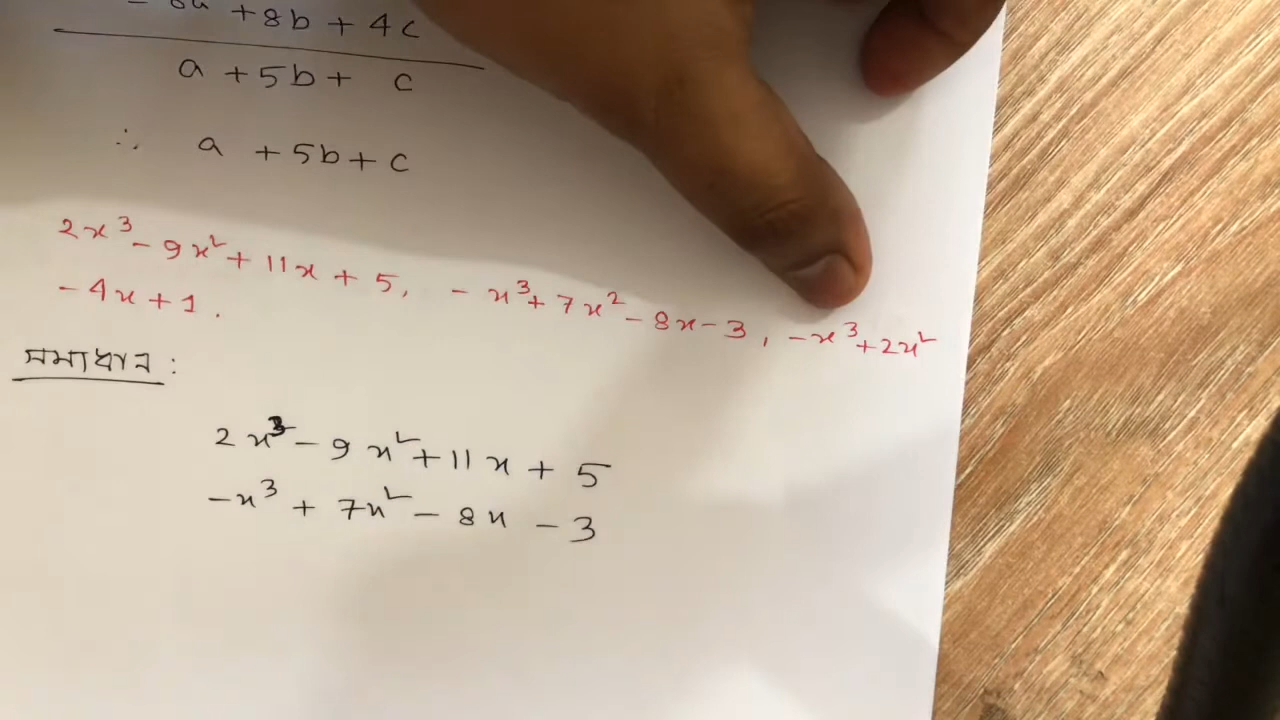 + 8b + 4c
a + 5b + c
∴ a + 5b + c
2x³ - 9x² + 11x + 5, - x³ + 7x² - 8x - 3, - x³ + 2x²
- 4x + 1.
সমাধান :
2x³ - 9x² + 11x + 5
-x³ + 7x² - 8x - 3